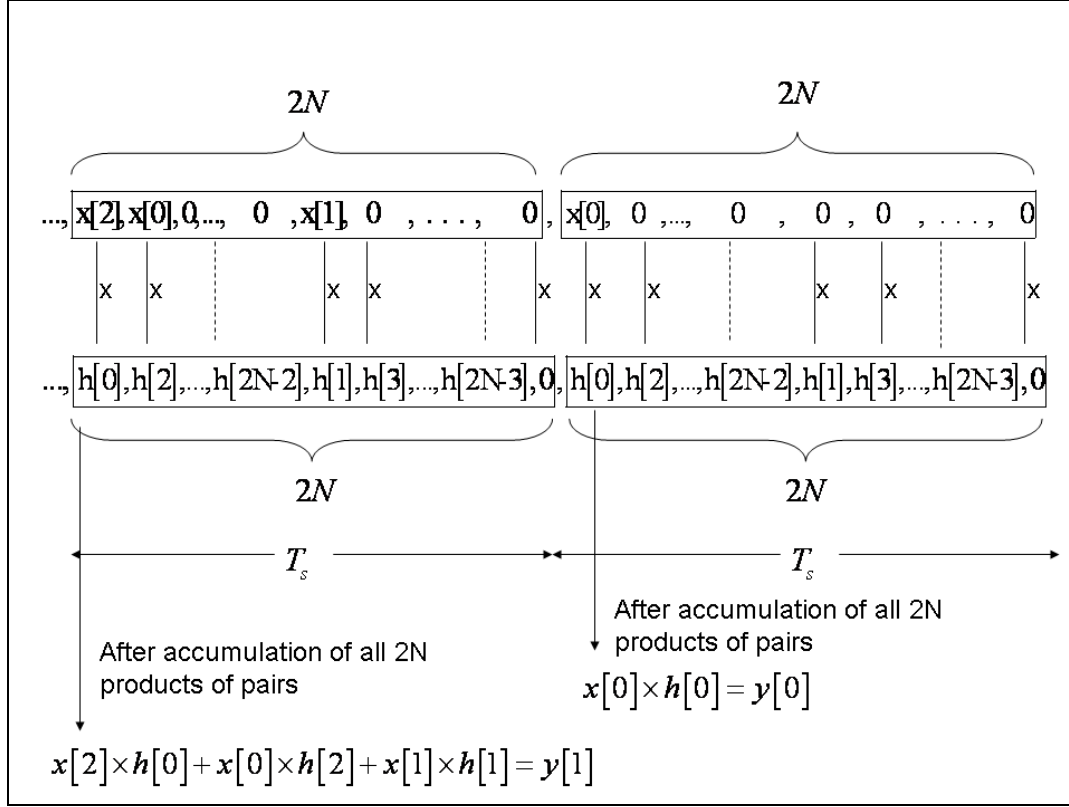 2N 2N
..., x[2],x[0],0,..., 0 ,x[1], 0 , . . . , 0 , x[0], 0 ,..., 0 , 0 , 0 , . . . , 0
x x x x x x x x x x
..., h[0],h[2],...,h[2N-2],h[1],h[3],...,h[2N-3],0, h[0],h[2],...,h[2N-2],h[1],h[3],...,h[2N-3],0
2N 2N
T_s T_s
After accumulation of all 2N
products of pairs
x[2]×h[0]+x[0]×h[2]+x[1]×h[1]=y[1]
After accumulation of all 2N
products of pairs
x[0]×h[0]=y[0]